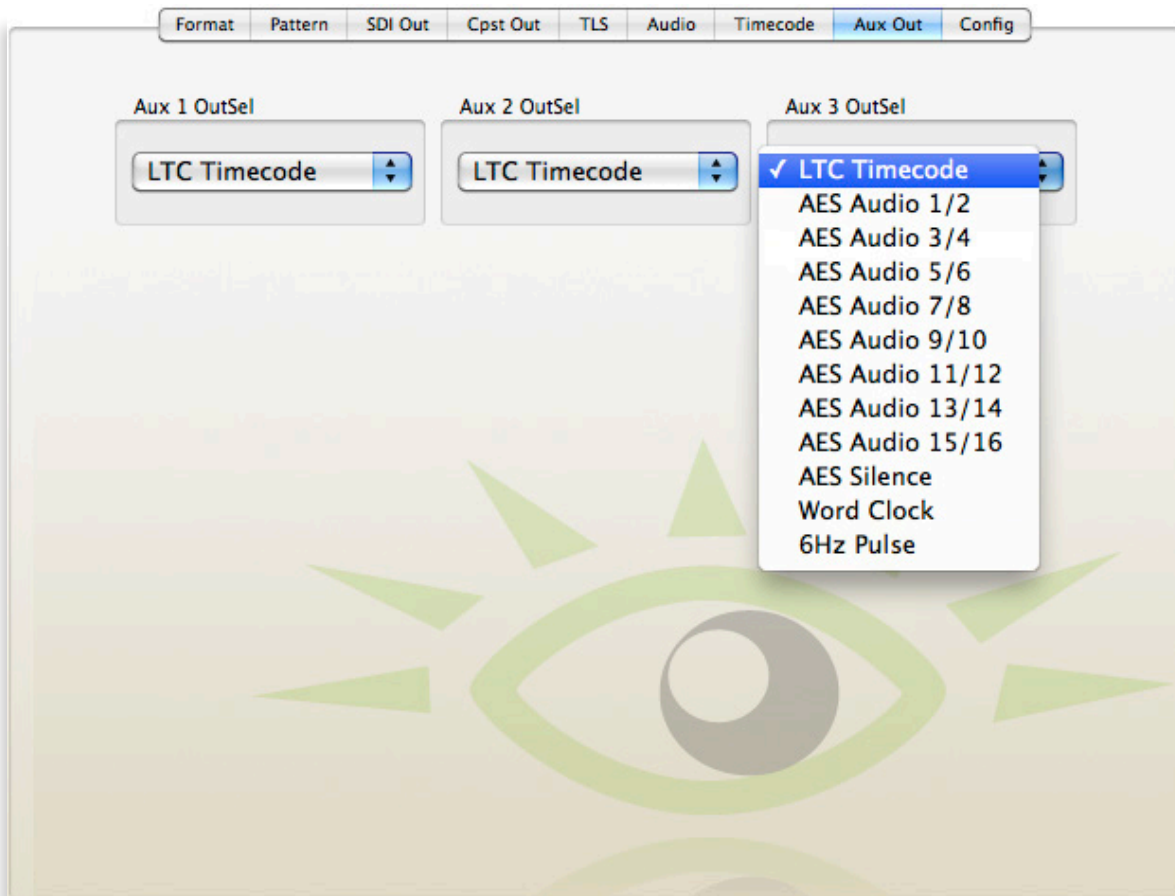 Format Pattern SDI Out Cpst Out TLS Audio Timecode Aux Out Config
Aux 1 OutSel Aux 2 OutSel Aux 3 OutSel
LTC Timecode LTC Timecode ✓ LTC Timecode
AES Audio 1/2
AES Audio 3/4
AES Audio 5/6
AES Audio 7/8
AES Audio 9/10
AES Audio 11/12
AES Audio 13/14
AES Audio 15/16
AES Silence
Word Clock
6Hz Pulse